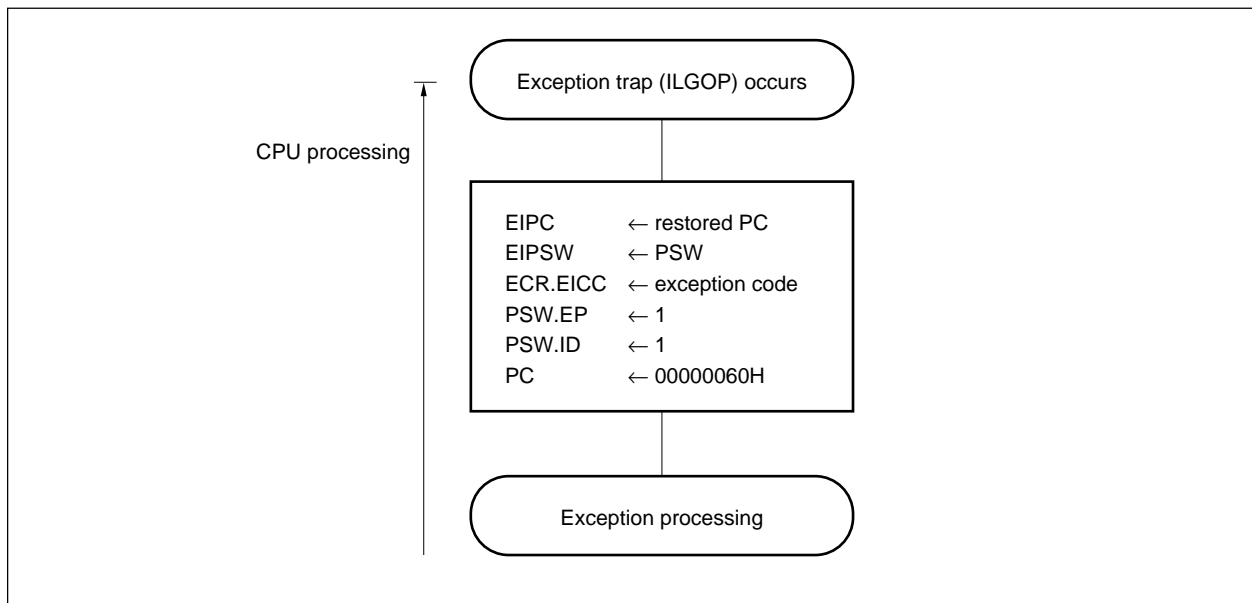 Exception trap (ILGOP) occurs
CPU processing
EIPC ← restored PC
EIPSW ← PSW
ECR.EICC ← exception code
PSW.EP ← 1
PSW.ID ← 1
PC ← 00000060H
Exception processing